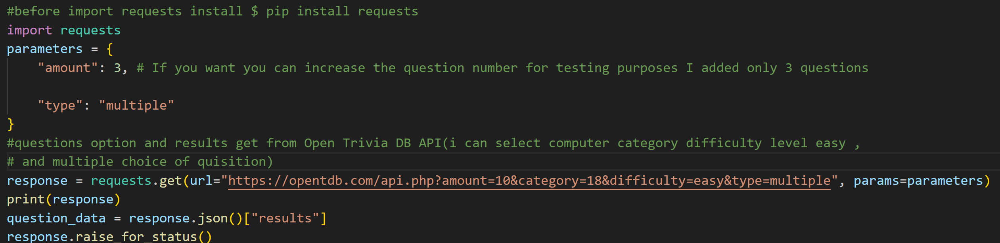 #before import requests install $ pip install requests
import requests
parameters = {
    "amount": 3, # If you want you can increase the question number for testing purposes I added only 3 questions
    "type": "multiple"
}
#questions option and results get from Open Trivia DB API(i can select computer category difficulty level easy ,
# and multiple choice of quisition)
response = requests.get(url="https://opentdb.com/api.php?amount=10&category=18&difficulty=easy&type=multiple", params=parameters)
print(response)
question_data = response.json()["results"]
response.raise_for_status()